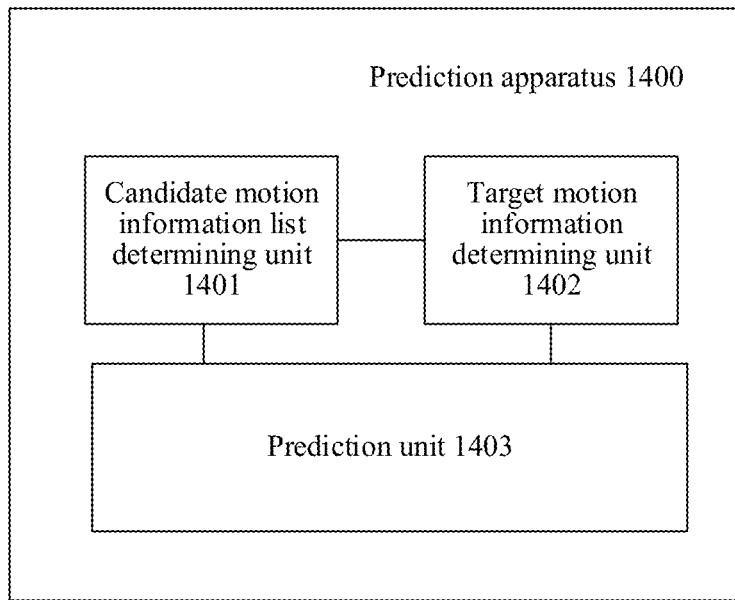 Prediction apparatus 1400
Candidate motion
information list
determining unit
1401
Target motion
information
determining unit
1402
Prediction unit 1403